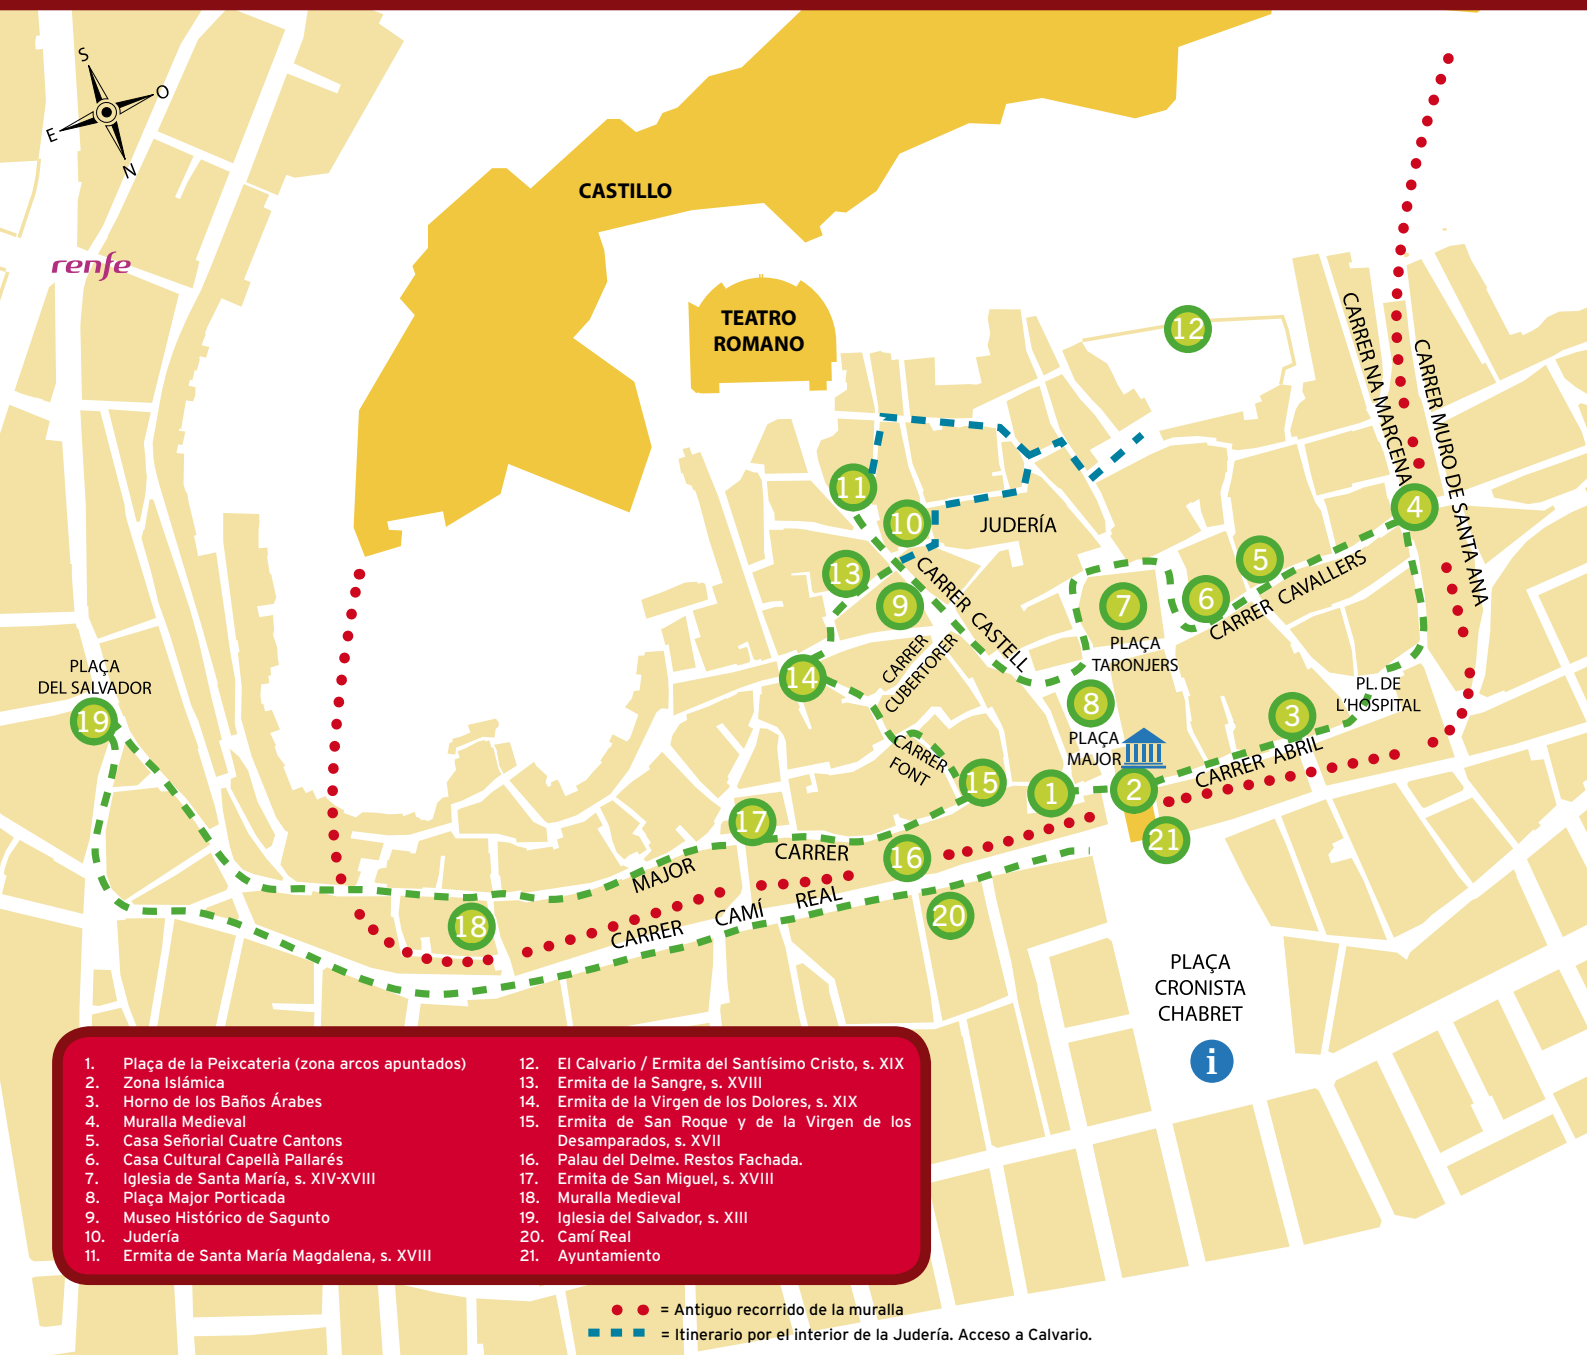 S
O
E
N
renfe
CASTILLO
TEATRO
ROMANO
12
CARRER NA MARCENA
CARRER MURO DE SANTA ANA
11
10
JUDERÍA
4
13
9
CARRER CASTELL
5
6
7
CARRER CAVALLERS
PLAÇA
TARONJERS
CARRER
CUBERTORER
PLAÇA
DEL SALVADOR
19
14
8
3
PL. DE
L'HOSPITAL
PLAÇA
MAJOR
CARRER
FONT
15
1
2
CARRER ABRIL
21
17
CARRER
MAJOR
16
18
CARRER CAMÍ REAL
20
PLAÇA
CRONISTA
CHABRET
i
1. Plaça de la Peixcateria (zona arcos apuntados)
2. Zona Islámica
3. Horno de los Baños Árabes
4. Muralla Medieval
5. Casa Señorial Cuatre Cantons
6. Casa Cultural Capellà Pallarés
7. Iglesia de Santa María, s. XIV-XVIII
8. Plaça Major Porticada
9. Museo Histórico de Sagunto
10. Judería
11. Ermita de Santa María Magdalena, s. XVIII
12. El Calvario / Ermita del Santísimo Cristo, s. XIX
13. Ermita de la Sangre, s. XVIII
14. Ermita de la Virgen de los Dolores, s. XIX
15. Ermita de San Roque y de la Virgen de los
Desamparados, s. XVII
16. Palau del Delme. Restos Fachada.
17. Ermita de San Miguel, s. XVIII
18. Muralla Medieval
19. Iglesia del Salvador, s. XIII
20. Camí Real
21. Ayuntamiento
= Antiguo recorrido de la muralla
= Itinerario por el interior de la Judería. Acceso a Calvario.